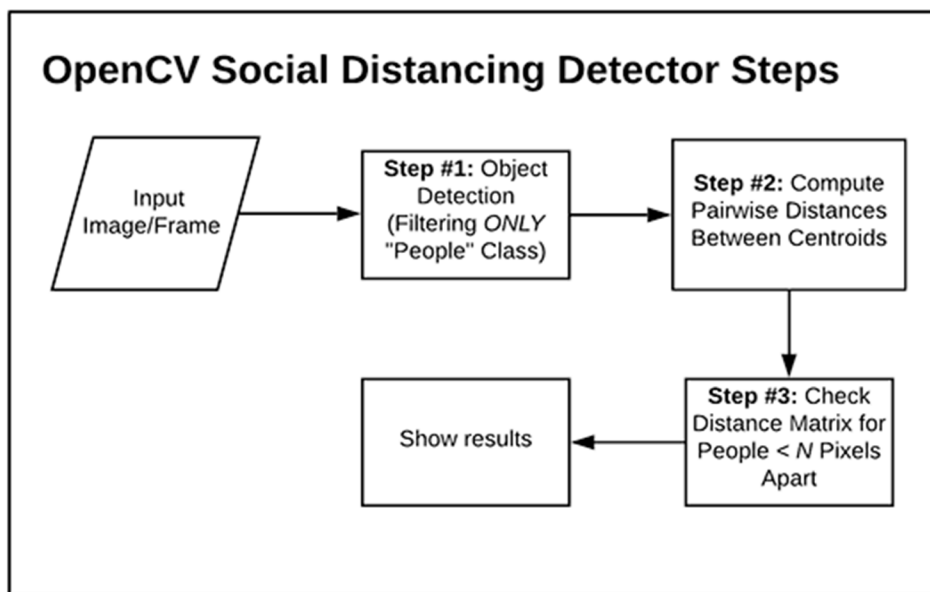 OpenCV Social Distancing Detector Steps
Input
Image/Frame
Step #1: Object
Detection
(Filtering ONLY
"People" Class)
Step #2: Compute
Pairwise Distances
Between Centroids
Step #3: Check
Distance Matrix for
People < N Pixels
Apart
Show results